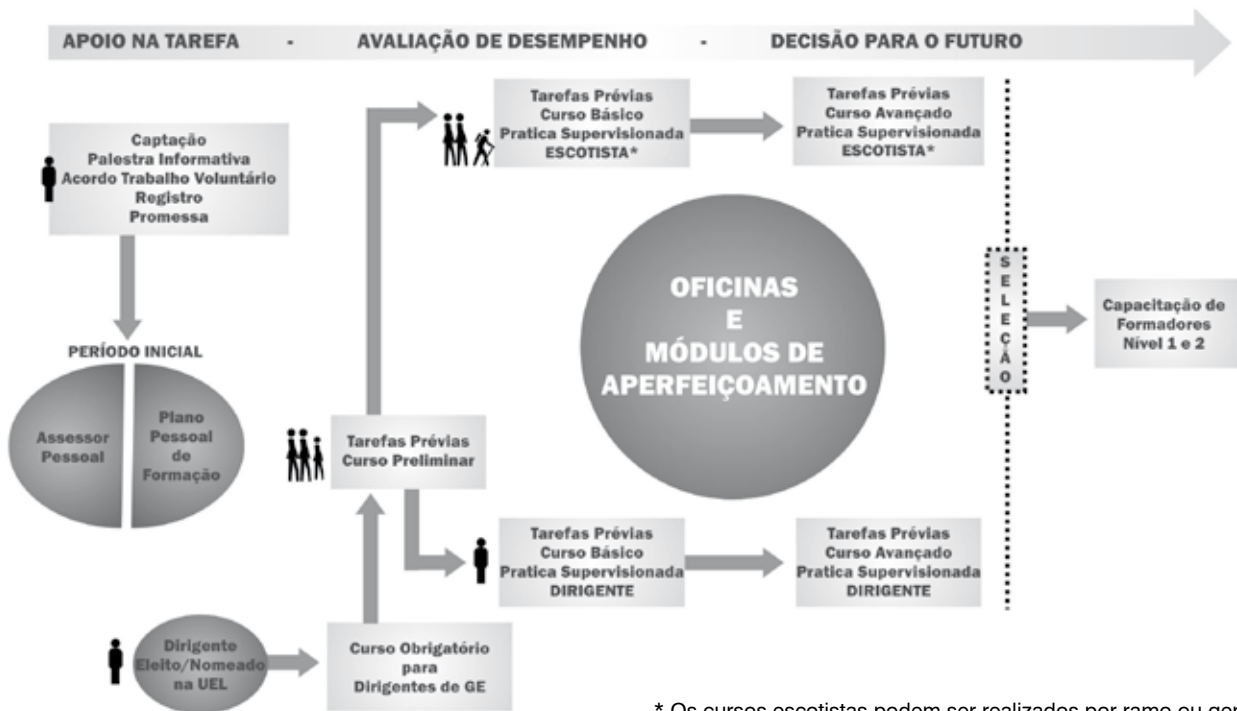 APOIO NA TAREFA - AVALIAÇÃO DE DESEMPENHO - DECISÃO PARA O FUTURO
Captação
Palestra Informativa
Acordo Trabalho Voluntário
Registro
Promessa
PERÍODO INICIAL
Assessor
Pessoal
Plano
Pessoal
de
Formação
Dirigente
Eleito/Nomeado
na UEL
Curso Obrigatório
para
Dirigentes de GE
Tarefas Prévias
Curso Preliminar
Tarefas Prévias
Curso Básico
Pratica Supervisionada
ESCOTISTA*
Tarefas Prévias
Curso Avançado
Pratica Supervisionada
ESCOTISTA*
OFICINAS
E
MÓDULOS DE
APERFEIÇOAMENTO
Tarefas Prévias
Curso Básico
Pratica Supervisionada
DIRIGENTE
Tarefas Prévias
Curso Avançado
Pratica Supervisionada
DIRIGENTE
SELEÇÃO
Capacitação de
Formadores
Nível 1 e 2
* Os cursos escotistas podem ser realizados por ramo ou